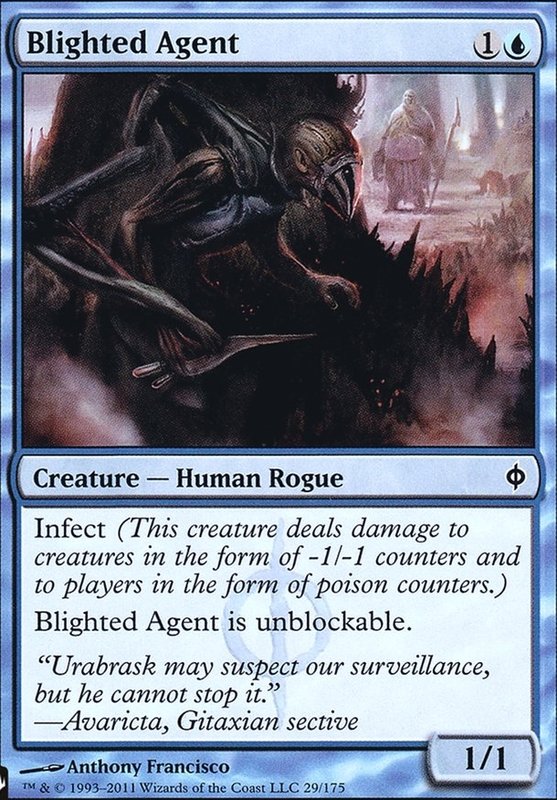 Blighted Agent 1
Creature — Human Rogue
Infect (This creature deals damage to
creatures in the form of -1/-1 counters and
to players in the form of poison counters.)
Blighted Agent is unblockable.
“Urabrask may suspect our surveillance,
but he cannot stop it.”
—Avaricta, Gitaxian sective
1/1
Anthony Francisco
™ & © 1993–2011 Wizards of the Coast LLC 29/175